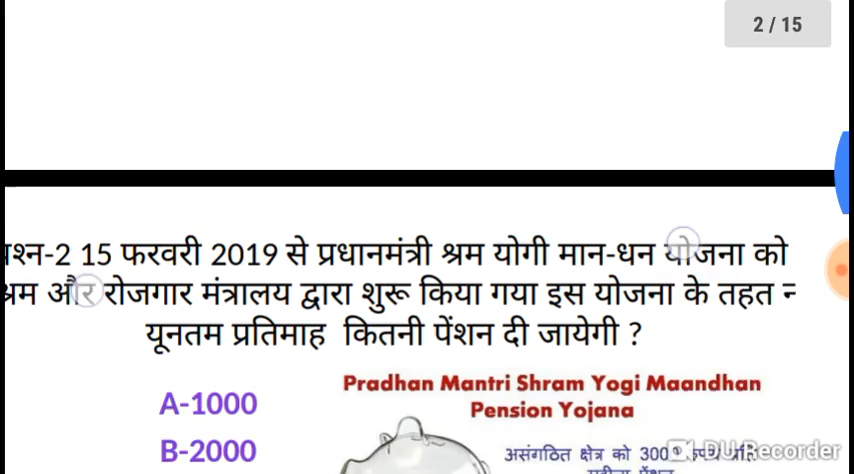 2 / 15
प्रश्न-2 15 फरवरी 2019 से प्रधानमंत्री श्रम योगी मान-धन योजना को
श्रम और रोजगार मंत्रालय द्वारा शुरू किया गया इस योजना के तहत न
यूनतम प्रतिमाह कितनी पेंशन दी जायेगी ?
A-1000
Pradhan Mantri Shram Yogi Maandhan
Pension Yojana
B-2000
असंगठित क्षेत्र को
DU Recorder